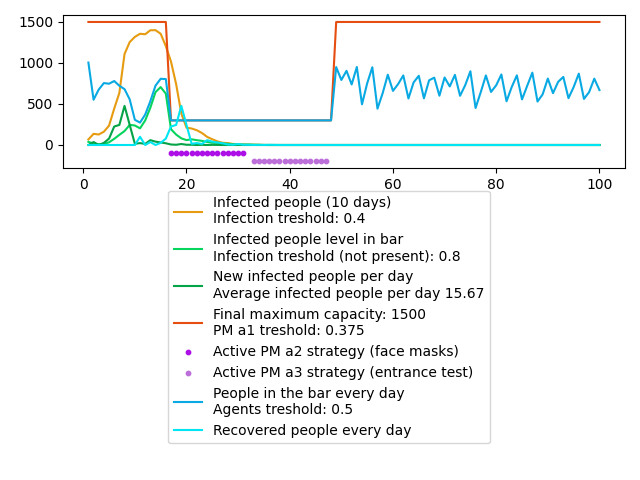 1500
1000
500
0
0
20
40
60
80
100
Infected people (10 days)
Infection treshold: 0.4
Infected people level in bar
Infection treshold (not present): 0.8
New infected people per day
Average infected people per day 15.67
Final maximum capacity: 1500
PM a1 treshold: 0.375
Active PM a2 strategy (face masks)
Active PM a3 strategy (entrance test)
People in the bar every day
Agents treshold: 0.5
Recovered people every day